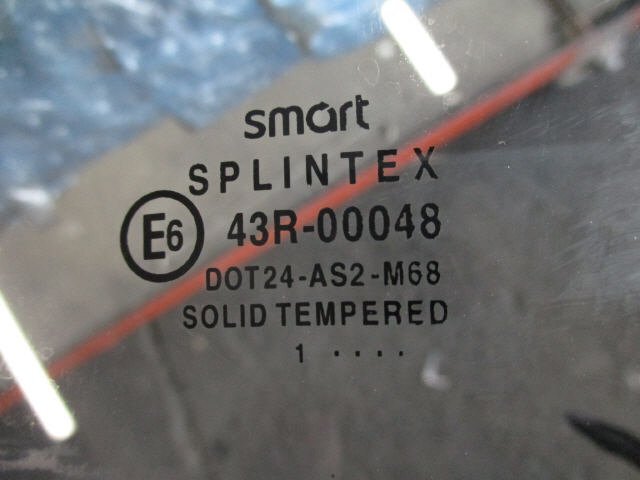 smart
SPLINTEX
E6 43R-00048
DOT24-AS2-M68
SOLID TEMPERED
1 ....